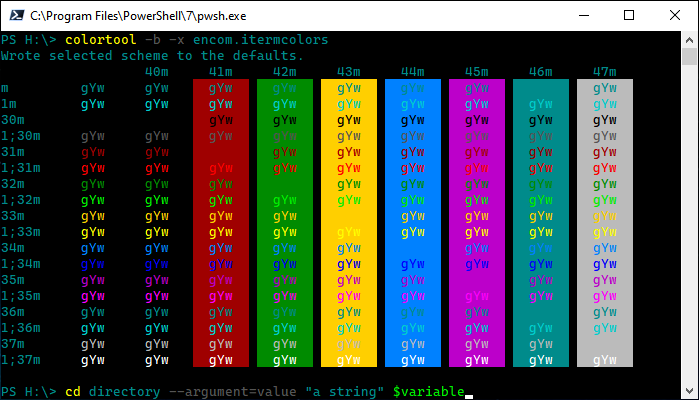 C:\Program Files\PowerShell\7\pwsh.exe
PS H:\> colortool -b -x encom.itermcolors
Wrote selected scheme to the defaults.
40m 41m 42m 43m 44m 45m 46m 47m
m gYw gYw gYw gYw gYw gYw gYw gYw
1m gYw gYw gYw gYw gYw gYw gYw gYw gYw
30m gYw gYw gYw gYw gYw gYw gYw
1;30m gYw gYw gYw gYw gYw gYw gYw gYw gYw
31m gYw gYw gYw gYw gYw gYw gYw gYw
1;31m gYw gYw gYw gYw gYw gYw gYw gYw gYw
32m gYw gYw gYw gYw gYw gYw gYw gYw
1;32m gYw gYw gYw gYw gYw gYw gYw gYw gYw
33m gYw gYw gYw gYw gYw gYw gYw gYw
1;33m gYw gYw gYw gYw gYw gYw gYw gYw gYw
34m gYw gYw gYw gYw gYw gYw gYw gYw
1;34m gYw gYw gYw gYw gYw gYw gYw gYw gYw
35m gYw gYw gYw gYw gYw gYw gYw gYw
1;35m gYw gYw gYw gYw gYw gYw gYw gYw gYw
36m gYw gYw gYw gYw gYw gYw gYw gYw
1;36m gYw gYw gYw gYw gYw gYw gYw gYw gYw
37m gYw gYw gYw gYw gYw gYw gYw gYw
1;37m gYw gYw gYw gYw gYw gYw gYw gYw gYw
PS H:\> cd directory --argument=value "a string" $variable